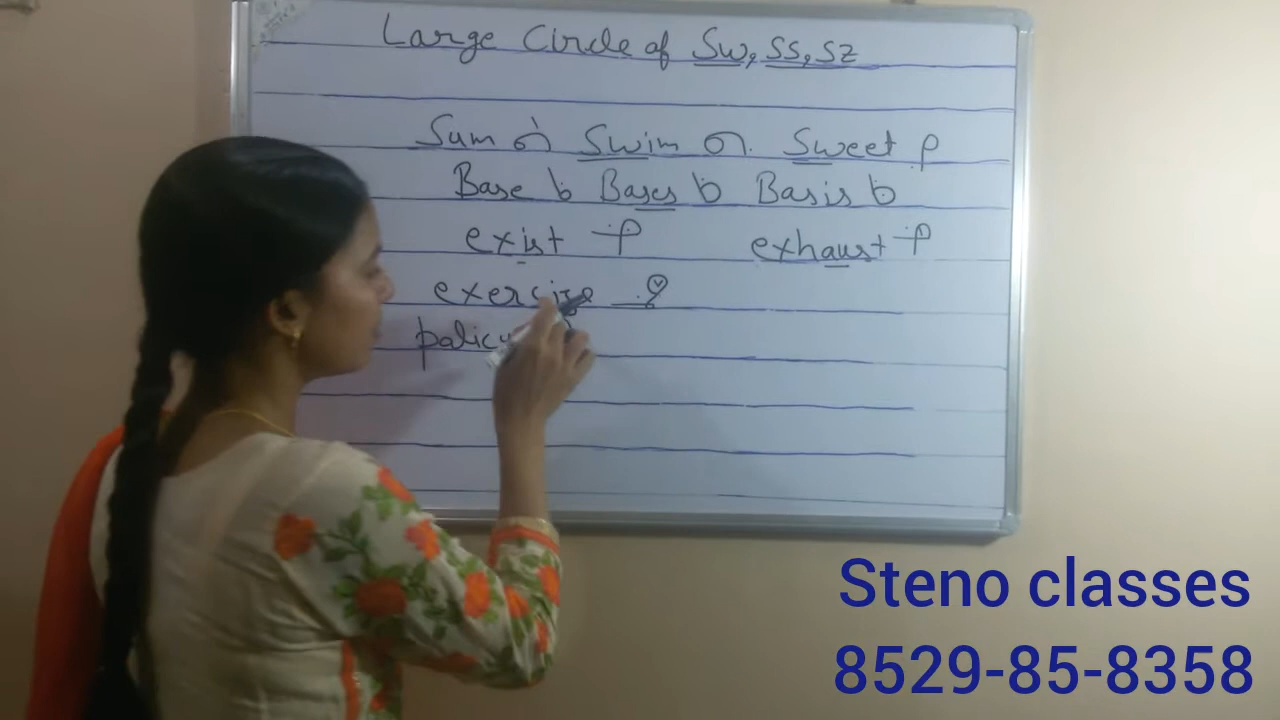 Large Circle of Sw, SS, SZ
Sum Swim Sweet
Base Bases Basis
exist exhaust
exercise
policy
Steno classes
8529-85-8358